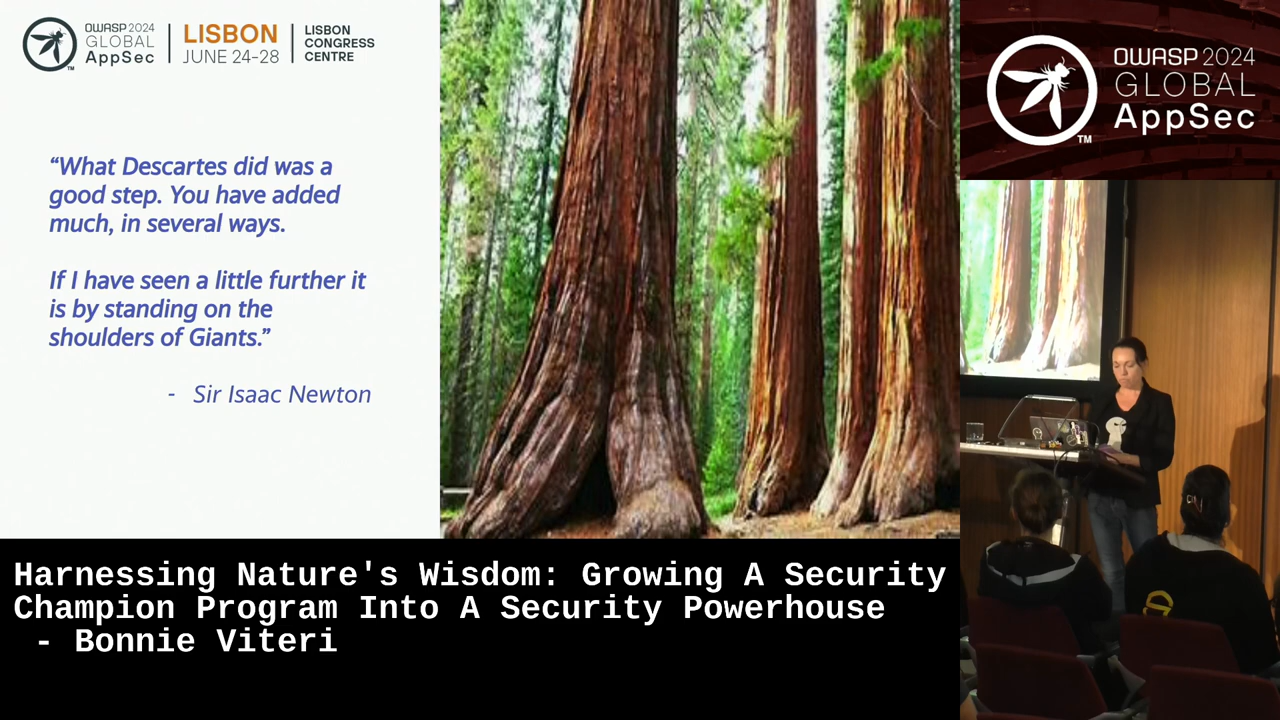 OWASP 2024
GLOBAL
AppSec
TM
LISBON
JUNE 24-28
LISBON
CONGRESS
CENTRE
“What Descartes did was a
good step. You have added
much, in several ways.
If I have seen a little further it
is by standing on the
shoulders of Giants.”
- Sir Isaac Newton
OWASP 2024
GLOBAL
AppSec
TM
Harnessing Nature's Wisdom: Growing A Security
Champion Program Into A Security Powerhouse
- Bonnie Viteri